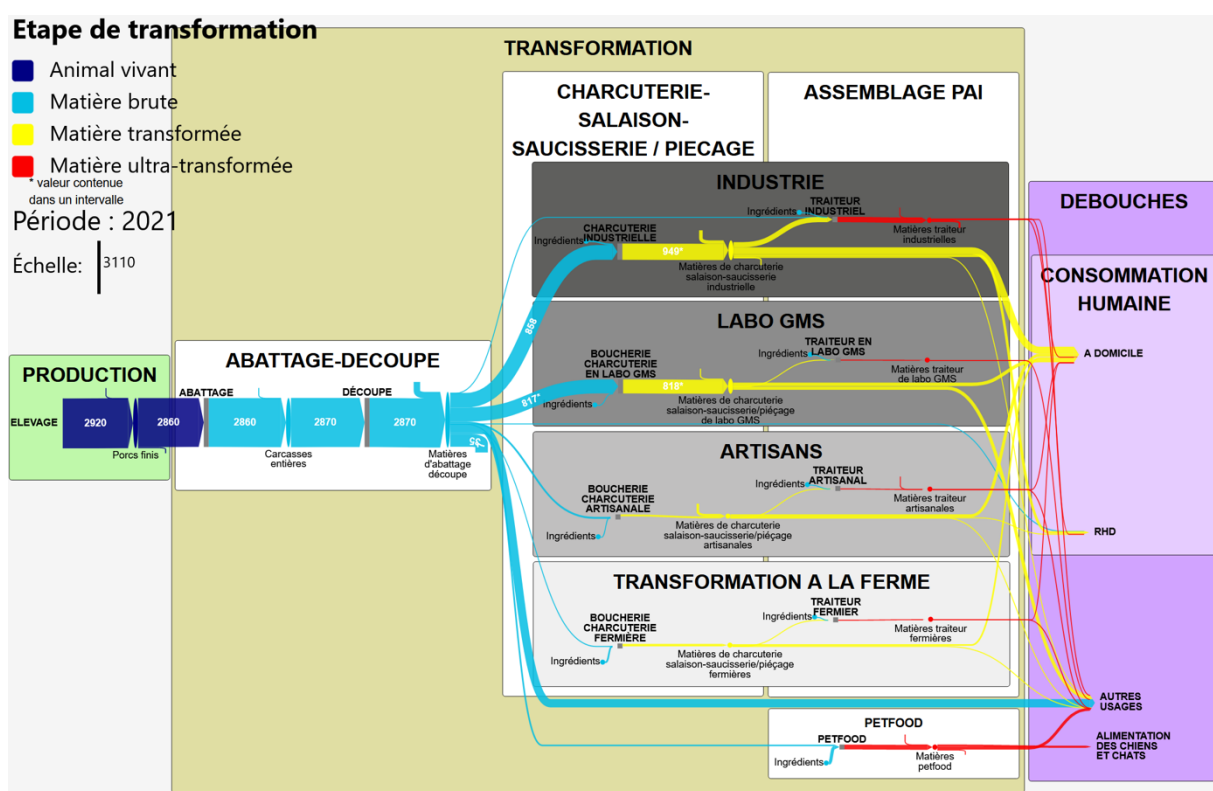 Etape de transformation
Animal vivant
Matière brute
Matière transformée
Matière ultra-transformée
* valeur contenue
dans un intervalle
Période : 2021
Échelle:
3110
TRANSFORMATION
CHARCUTERIE-
SALAISON-
SAUCISSERIE / PIECAGE
ASSEMBLAGE PAI
INDUSTRIE
Ingrédients
CHARCUTERIE
INDUSTRIELLE
949*
Matières de charcuterie
salaison-saucisserie
industrielle
Ingrédients
TRAITEUR
INDUSTRIEL
Matières traiteur
industrielles
LABO GMS
BOUCHERIE
CHARCUTERIE
EN LABO GMS
Ingrédients
818*
Matières de charcuterie
salaison-saucisserie/piéçage
de labo GMS
Ingrédients
TRAITEUR EN
LABO GMS
Matières traiteur
de labo GMS
ARTISANS
BOUCHERIE
CHARCUTERIE
ARTISANALE
Ingrédients
Matières de charcuterie
salaison-saucisserie/piéçage
artisanales
Ingrédients
TRAITEUR
ARTISANAL
Matières traiteur
artisanales
TRANSFORMATION A LA FERME
BOUCHERIE
CHARCUTERIE
FERMIÈRE
Ingrédients
Matières de charcuterie
salaison-saucisserie/piéçage
fermières
Ingrédients
TRAITEUR
FERMIER
Matières traiteur
fermières
PETFOOD
PETFOOD
Ingrédients
Matières
petfood
PRODUCTION
ELEVAGE
2920
2860
Porcs finis
ABATTAGE-DECOUPE
ABATTAGE
2860
2870
Carcasses
entières
DÉCOUPE
2870
Matières
d'abattage
découpe
858
817*
DEBOUCHES
CONSOMMATION
HUMAINE
A DOMICILE
RHD
AUTRES
USAGES
ALIMENTATION
DES CHIENS
ET CHATS